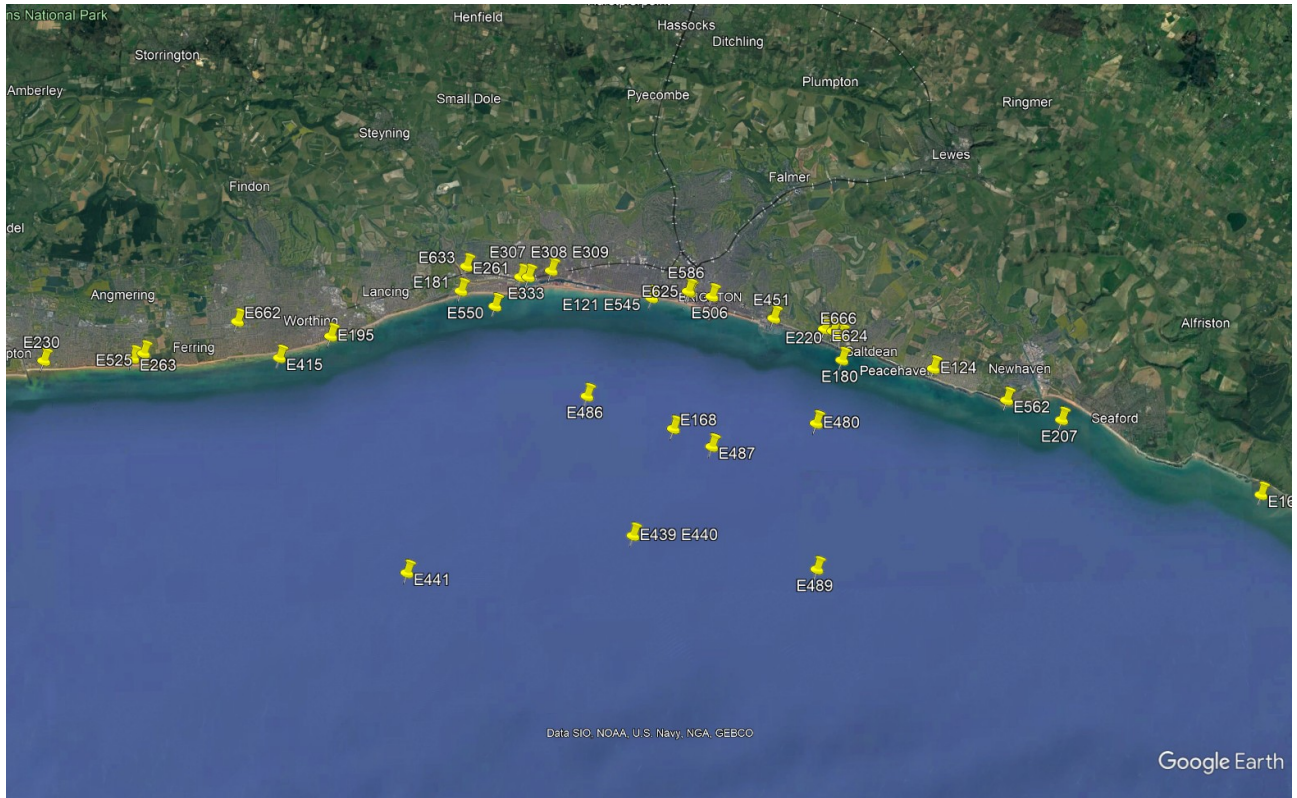 ns National Park
Henfield
Hassocks
Ditchling
Storrington
Amberley
Small Dole
Pyecombe
Plumpton
Ringmer
Steyning
Lewes
Findon
Falmer
del
E633
E307 E308 E309
E261
E586
E181
Lancing
Angmering
E333
E121 E545
E625
E451
E550
E506
E662
Worthing
E666
Alfriston
E195
E220
E624
E230
pton
E525
Ferring
E263
E415
Saltdean
E180
Peacehaven
E124
Newhaven
E562
E486
E168
E480
E207
Seaford
E487
E16
E439 E440
E441
E489
Data SIO, NOAA, U.S. Navy, NGA, GEBCO
Google Earth